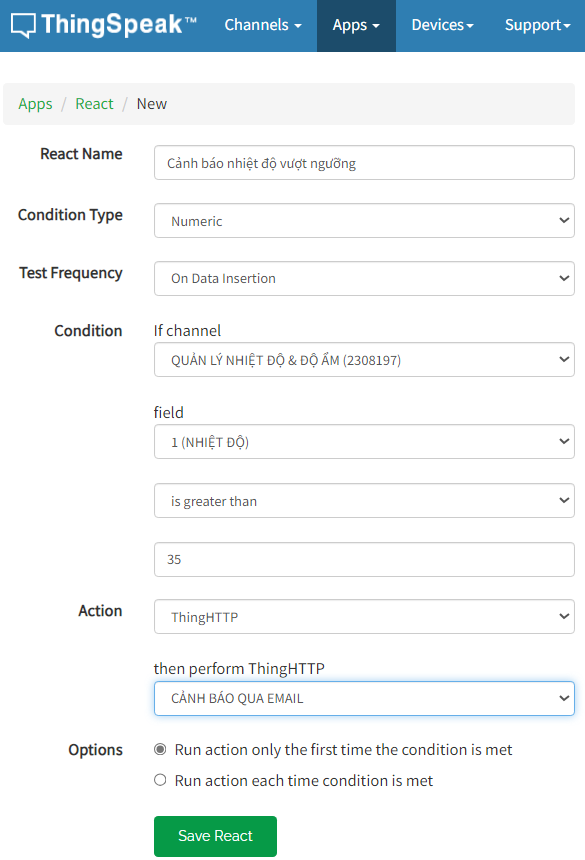 ThingSpeak™ Channels Apps Devices Support
Apps / React / New
React Name Cảnh báo nhiệt độ vượt ngưỡng
Condition Type Numeric
Test Frequency On Data Insertion
Condition If channel
QUẢN LÝ NHIỆT ĐỘ & ĐỘ ẨM (2308197)
field
1 (NHIỆT ĐỘ)
is greater than
35
Action ThingHTTP
then perform ThingHTTP
CẢNH BÁO QUA EMAIL
Options Run action only the first time the condition is met
Run action each time condition is met
Save React